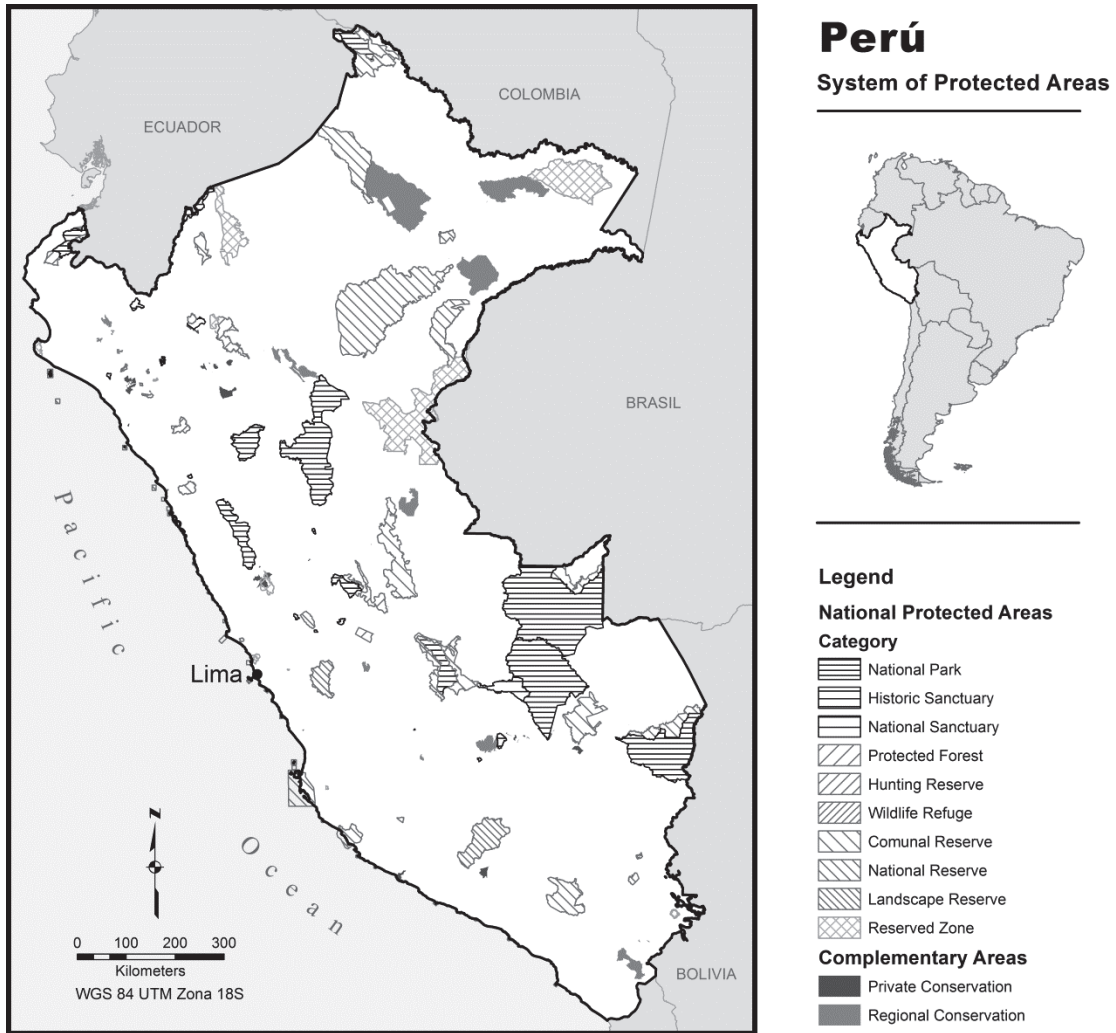 COLOMBIA
ECUADOR
BRASIL
Pacific
Lima
Ocean
BOLIVIA
N
0 100 200 300
Kilometers
WGS 84 UTM Zona 18S
Perú
System of Protected Areas
Legend
National Protected Areas
Category
National Park
Historic Sanctuary
National Sanctuary
Protected Forest
Hunting Reserve
Wildlife Refuge
Comunal Reserve
National Reserve
Landscape Reserve
Reserved Zone
Complementary Areas
Private Conservation
Regional Conservation